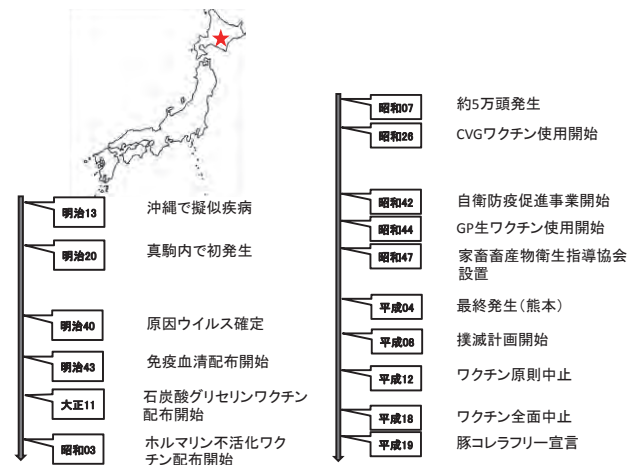 明治13 沖縄で擬似疾病
明治20 真駒内で初発生
明治40 原因ウイルス確定
明治43 免疫血清配布開始
大正11 石炭酸グリセリンワクチン
配布開始
昭和03 ホルマリン不活化ワク
チン配布開始
昭和07 約5万頭発生
昭和26 CVGワクチン使用開始
昭和42 自衛防疫促進事業開始
昭和44 GP生ワクチン使用開始
昭和47 家畜畜産物衛生指導協会
設置
平成04 最終発生(熊本)
平成08 撲滅計画開始
平成12 ワクチン原則中止
平成18 ワクチン全面中止
平成19 豚コレラフリー宣言